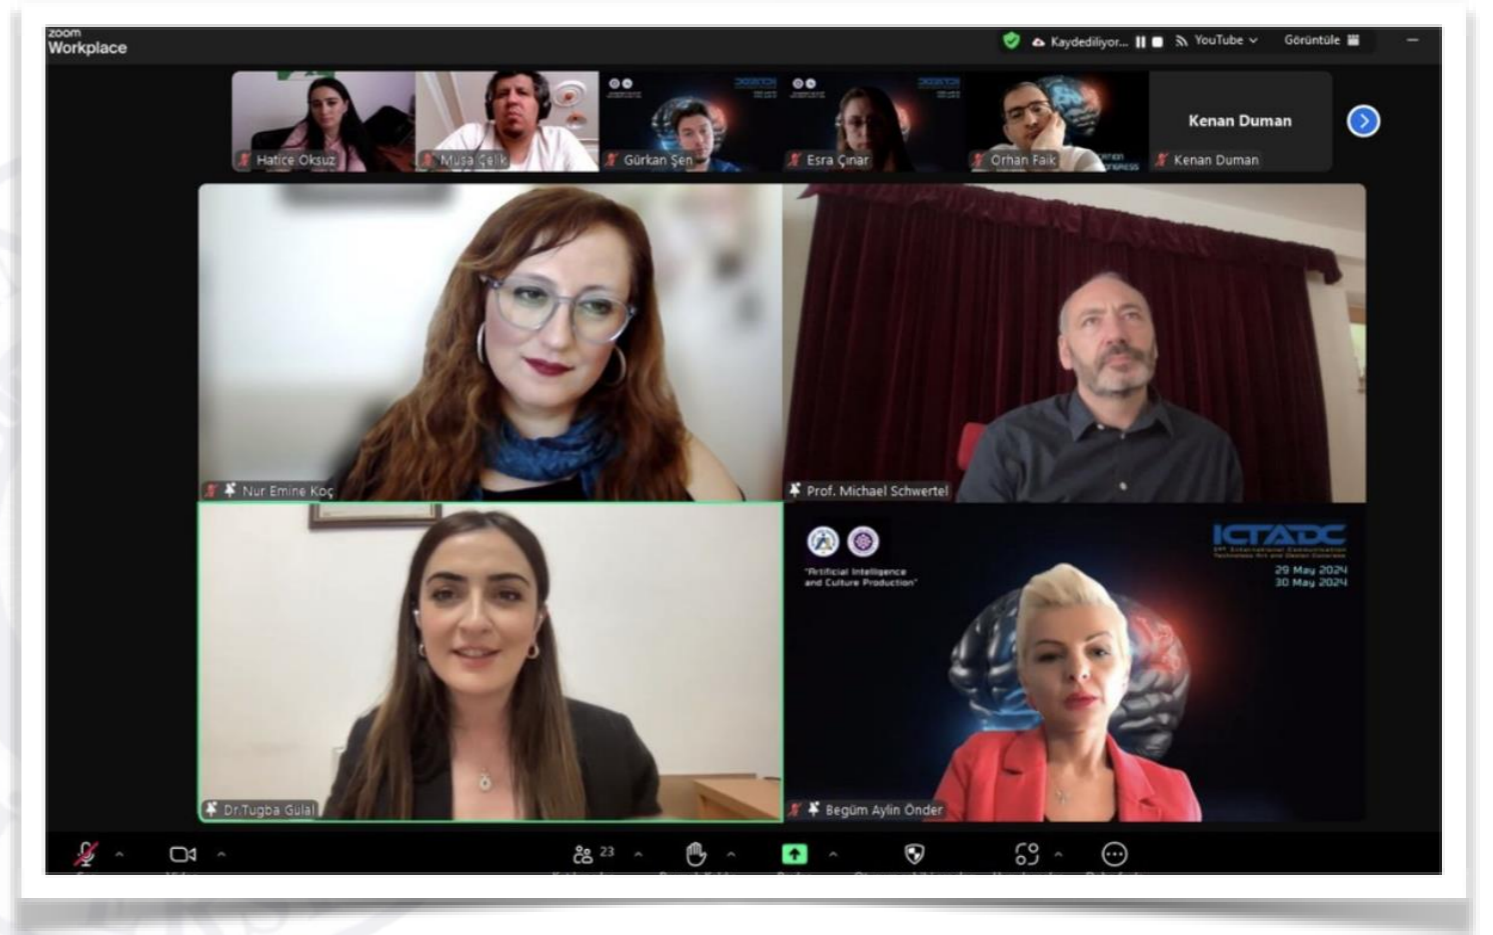 zoom
Workplace
Kaydediliyor...
YouTube
Görüntüle
Hatice Oksuz
Musa Çelik
Gürkan Şen
Esra Çınar
Orhan Faik
Kenan Duman
Kenan Duman
Nur Emine Koç
Prof. Michael Schwertel
"Artificial Intelligence
and Culture Production"
ICTADC
29 May 2024
30 May 2024
Dr.Tugba Gülal
Begüm Aylin Önder
23